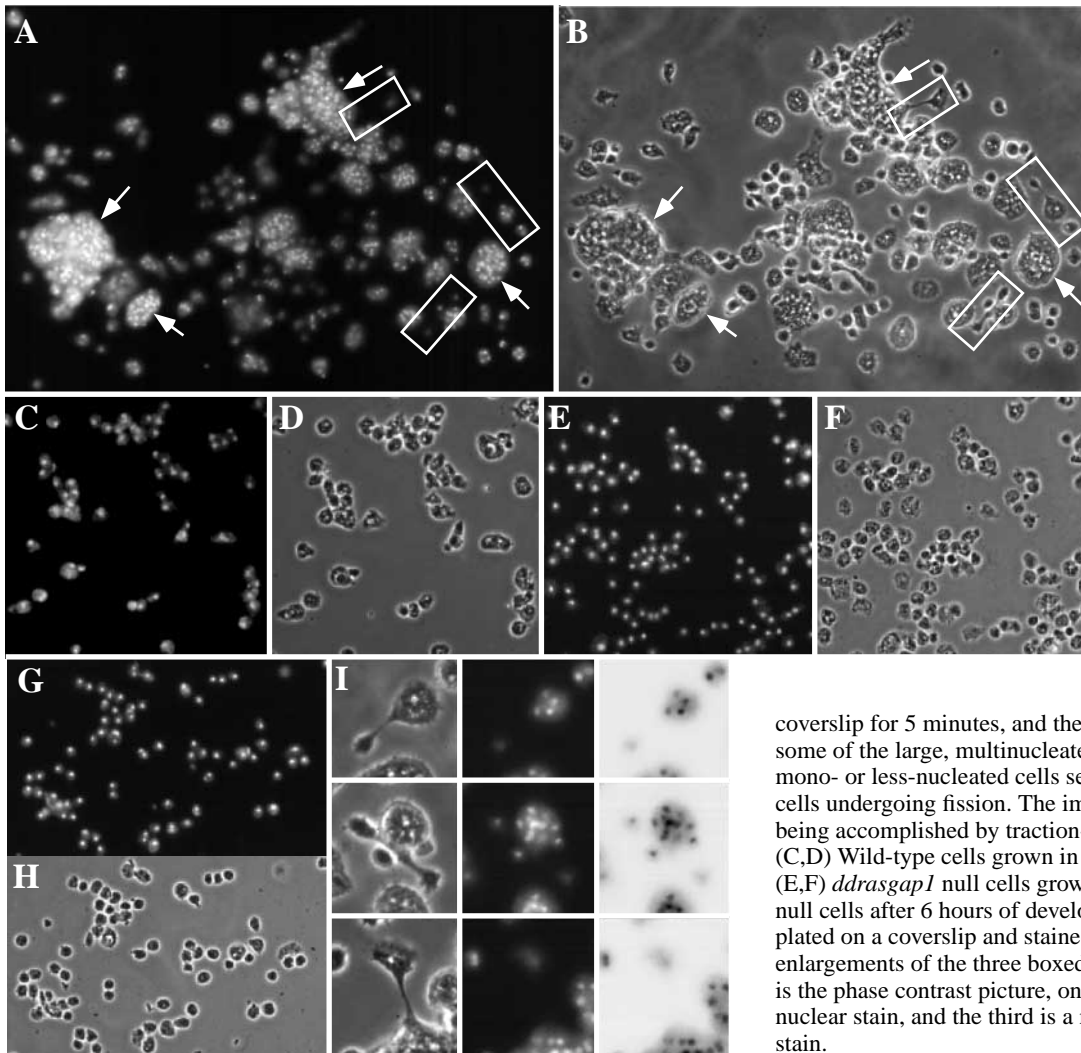 A
B
C
D
E
F
G
I
H
coverslip for 5 minutes, and the
some of the large, multinucleate
mono- or less-nucleated cells se
cells undergoing fission. The im
being accomplished by traction-
(C,D) Wild-type cells grown in
(E,F) ddrasgap1 null cells grow
null cells after 6 hours of develo
plated on a coverslip and staine
enlargements of the three boxed
is the phase contrast picture, on
nuclear stain, and the third is a
stain.